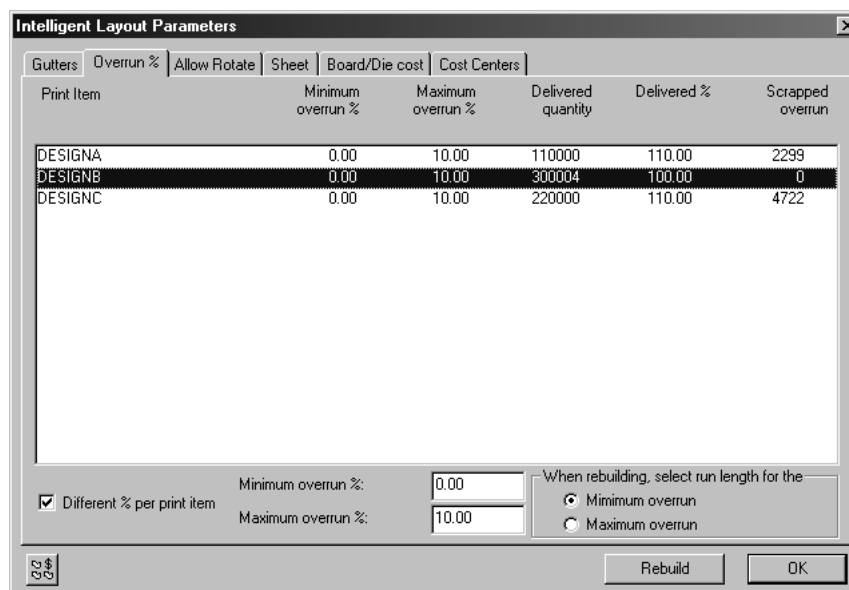 Intelligent Layout Parameters
Gutters Overrun % Allow Rotate Sheet Board/Die cost Cost Centers
Print Item Minimum overrun % Maximum overrun % Delivered quantity Delivered % Scrapped overrun
DESIGNA 0.00 10.00 110000 110.00 2299
DESIGNB 0.00 10.00 300004 100.00 0
DESIGNC 0.00 10.00 220000 110.00 4722
Different % per print item
Minimum overrun %: 0.00
Maximum overrun %: 10.00
When rebuilding, select run length for the
Mimimum overrun
Maximum overrun
Rebuild OK